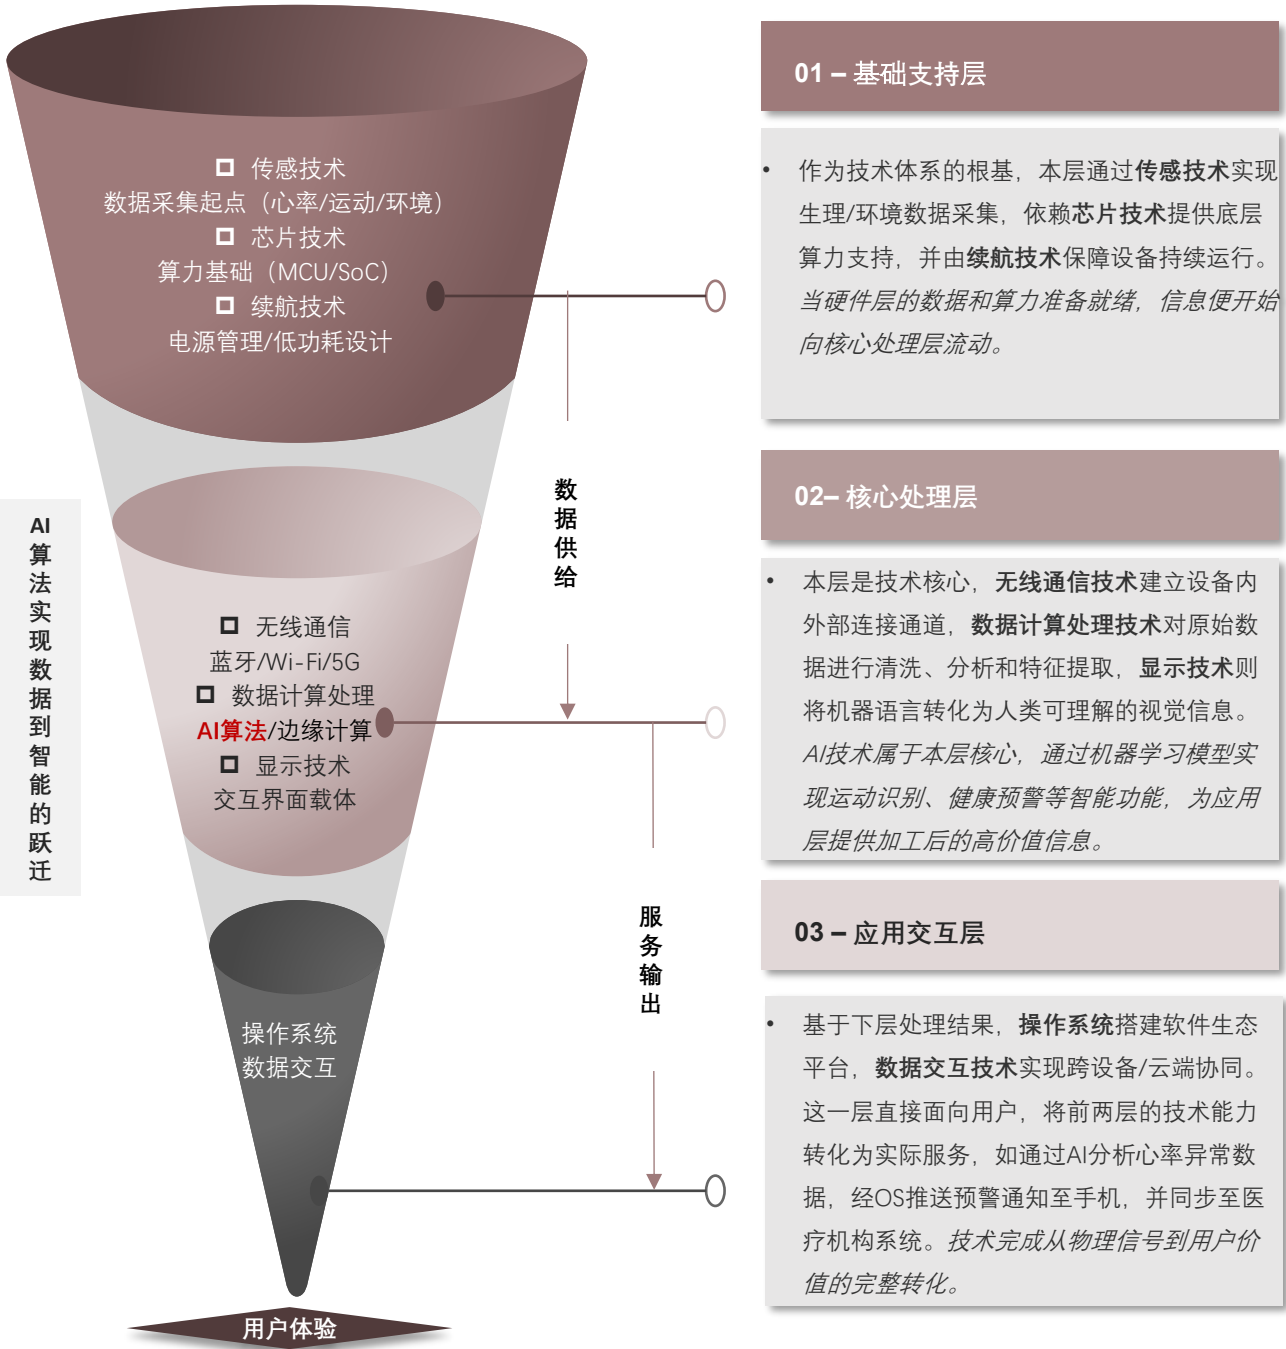 传感技术
数据采集起点（心率/运动/环境）
芯片技术
算力基础（MCU/SoC）
续航技术
电源管理/低功耗设计
AI算法实现数据到智能的跃迁
无线通信
蓝牙/Wi-Fi/5G
数据计算处理
AI算法/边缘计算
显示技术
交互界面载体
操作系统
数据交互
用户体验
数据供给
服务输出
01 – 基础支持层
• 作为技术体系的根基，本层通过传感技术实现
生理/环境数据采集，依赖芯片技术提供底层
算力支持，并由续航技术保障设备持续运行。
当硬件层的数据和算力准备就绪，信息便开始
向核心处理层流动。
02– 核心处理层
• 本层是技术核心，无线通信技术建立设备内
外部连接通道，数据计算处理技术对原始数
据进行清洗、分析和特征提取，显示技术则
将机器语言转化为人类可理解的视觉信息。
AI技术属于本层核心，通过机器学习模型实
现运动识别、健康预警等智能功能，为应用
层提供加工后的高价值信息。
03 – 应用交互层
• 基于下层处理结果，操作系统搭建软件生态
平台，数据交互技术实现跨设备/云端协同。
这一层直接面向用户，将前两层的技术能力
转化为实际服务，如通过AI分析心率异常数
据，经OS推送预警通知至手机，并同步至医
疗机构系统。技术完成从物理信号到用户价
值的完整转化。